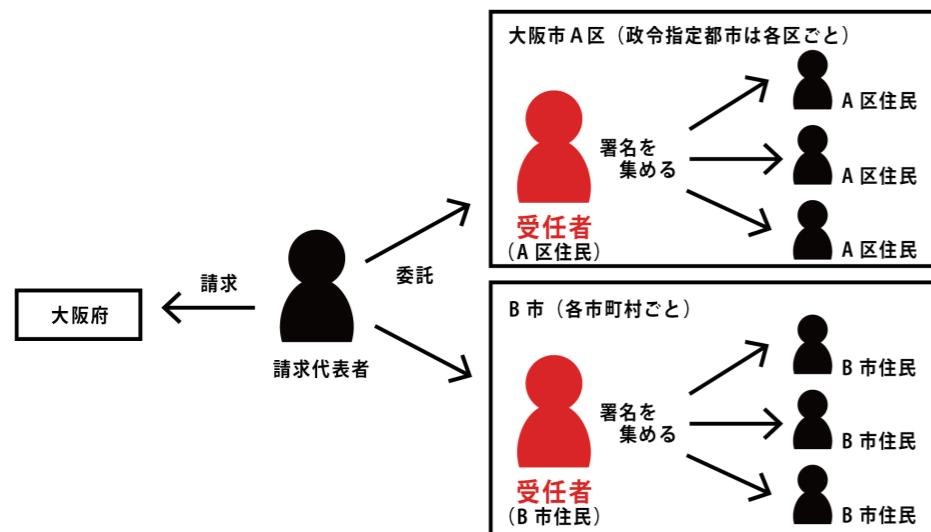 大阪市A区（政令指定都市は各区ごと）
A区住民
署名を
集める
A区住民
受任者
（A区住民）
A区住民
請求
委託
大阪府
請求代表者
B市（各市町村ごと）
B市住民
署名を
集める
B市住民
受任者
（B市住民）
B市住民